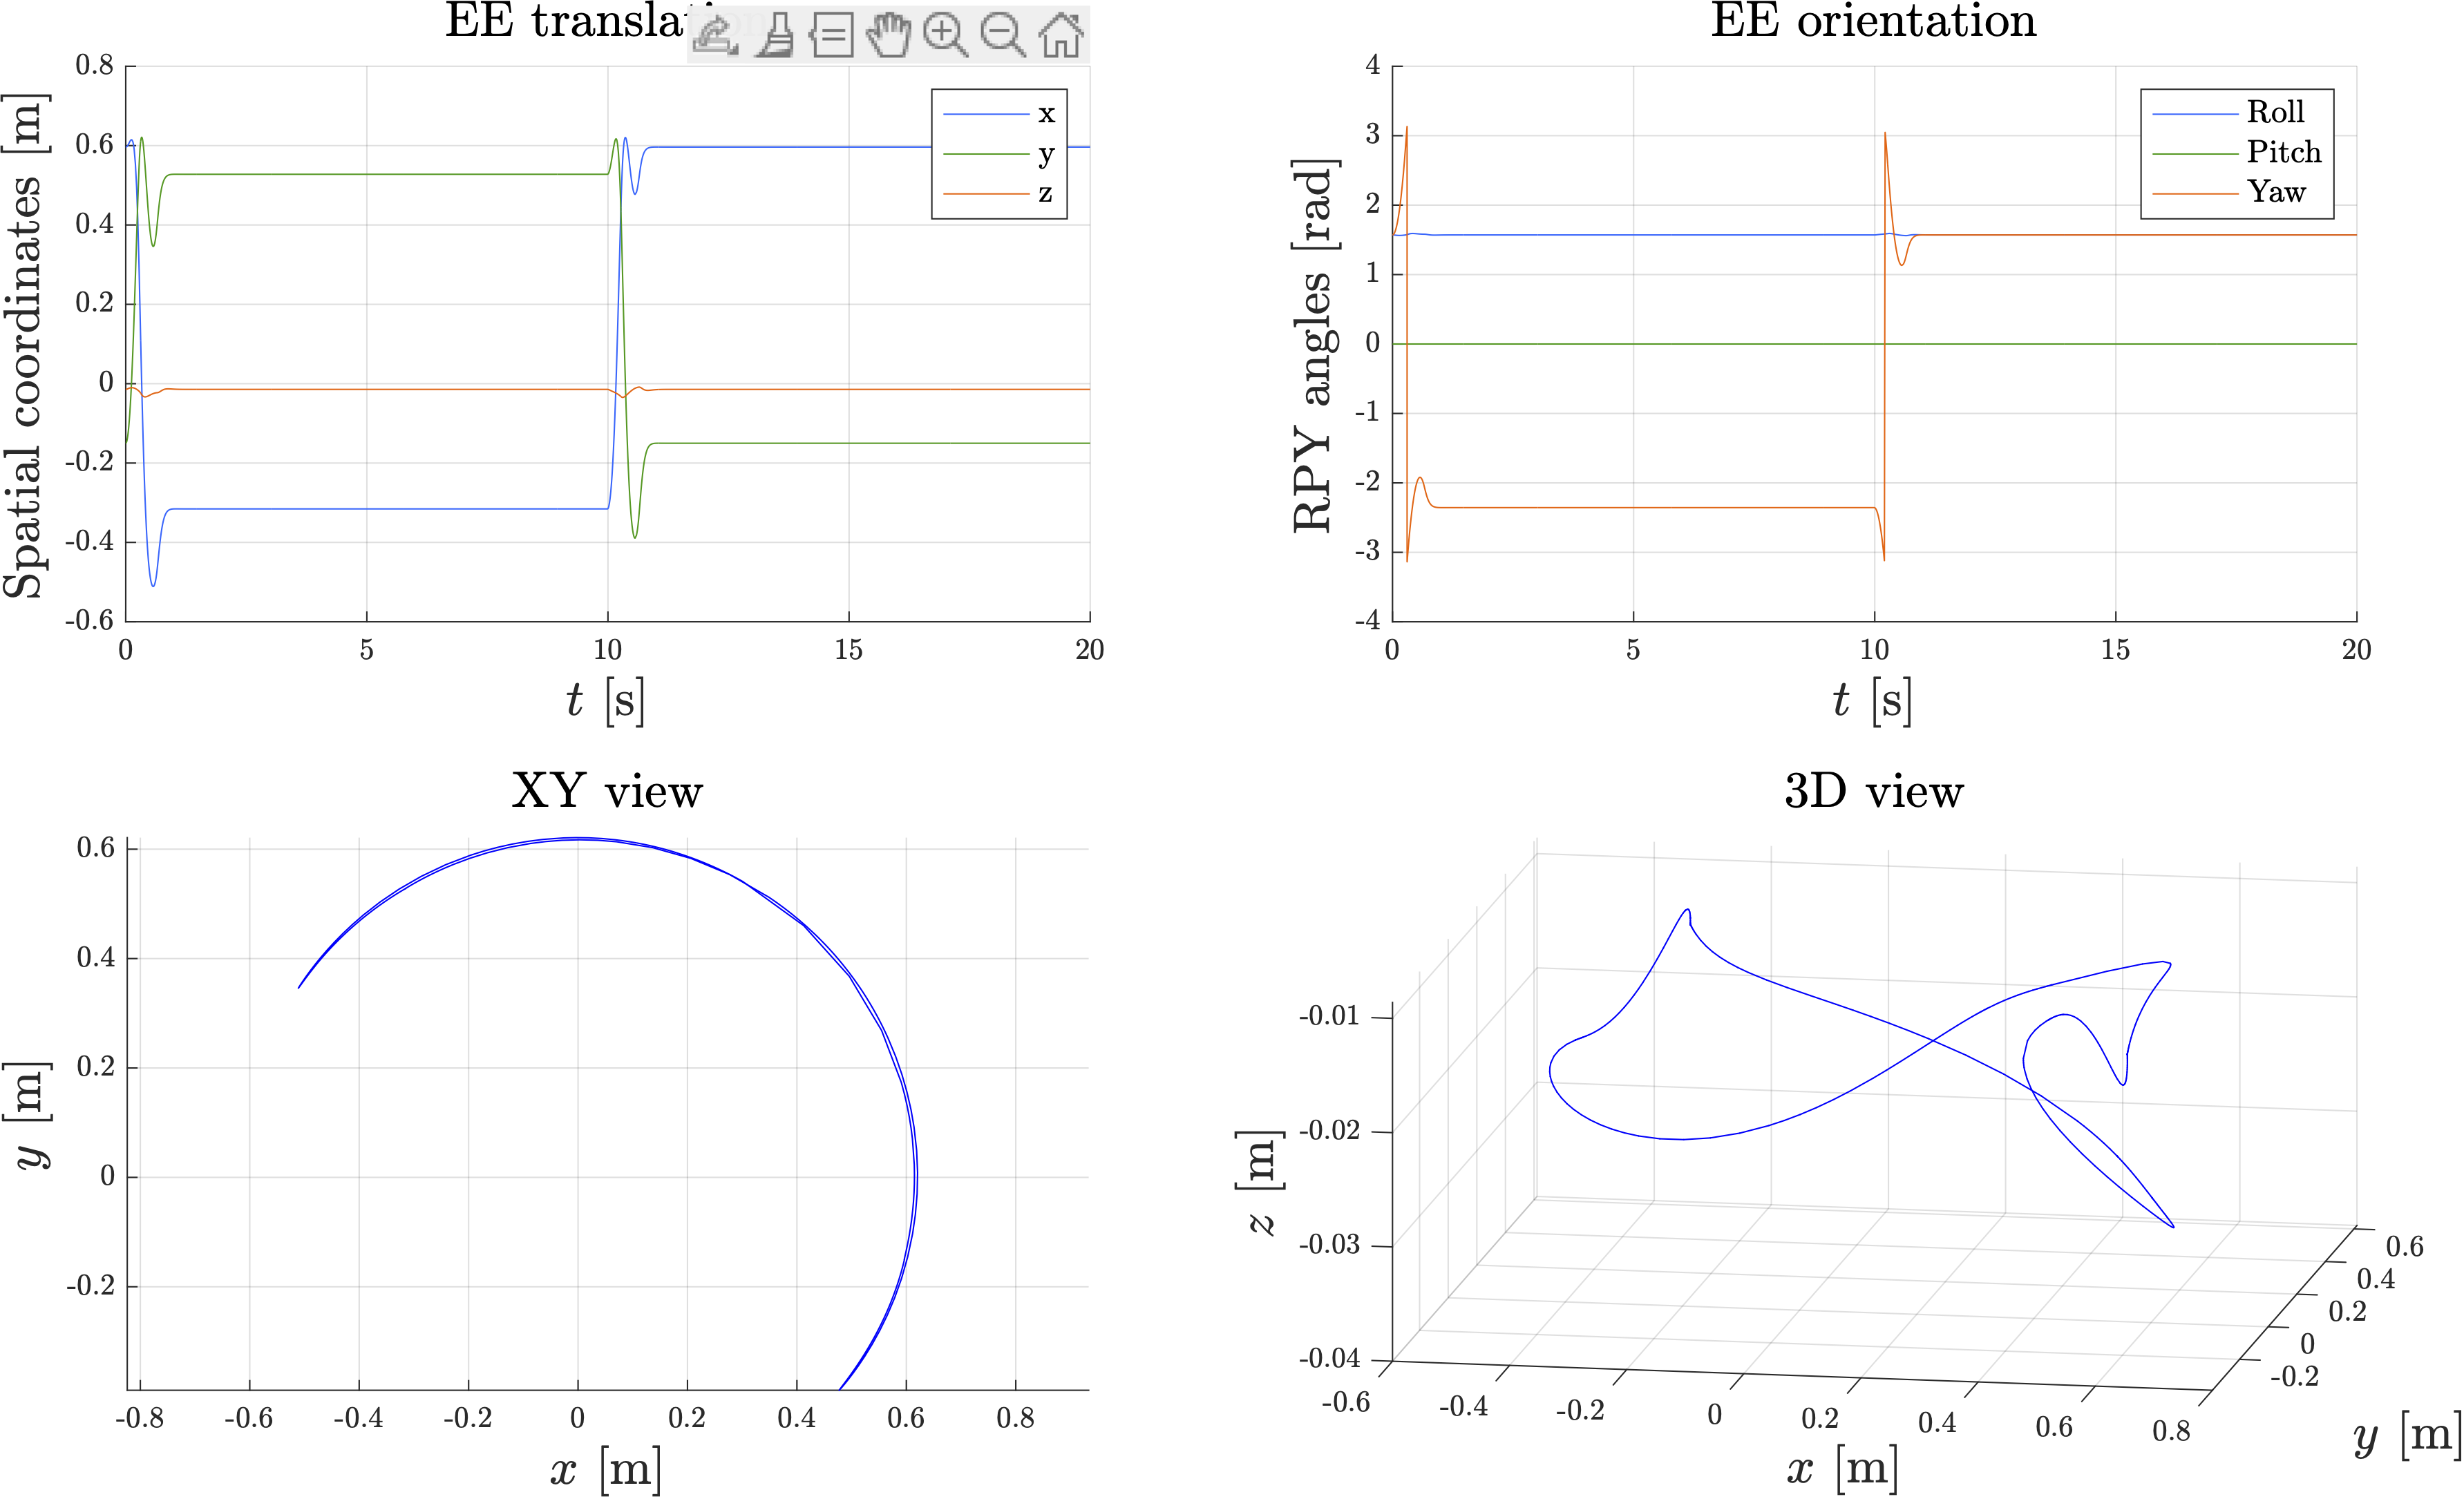 EE translat
Spatial coordinates [m]
0.8
0.6
0.4
0.2
0
-0.2
-0.4
-0.6
0 5 10 15 20
t [s]
x
y
z
EE orientation
RPY angles [rad]
4
3
2
1
0
-1
-2
-3
-4
0 5 10 15 20
t [s]
Roll
Pitch
Yaw
XY view
y [m]
0.6
0.4
0.2
0
-0.2
-0.8 -0.6 -0.4 -0.2 0 0.2 0.4 0.6 0.8
x [m]
3D view
z [m]
-0.01
-0.02
-0.03
-0.04
-0.6 -0.4 -0.2 0 0.2 0.4 0.6 0.8
x [m]
0.6
0.4
0.2
0
-0.2
y [m]